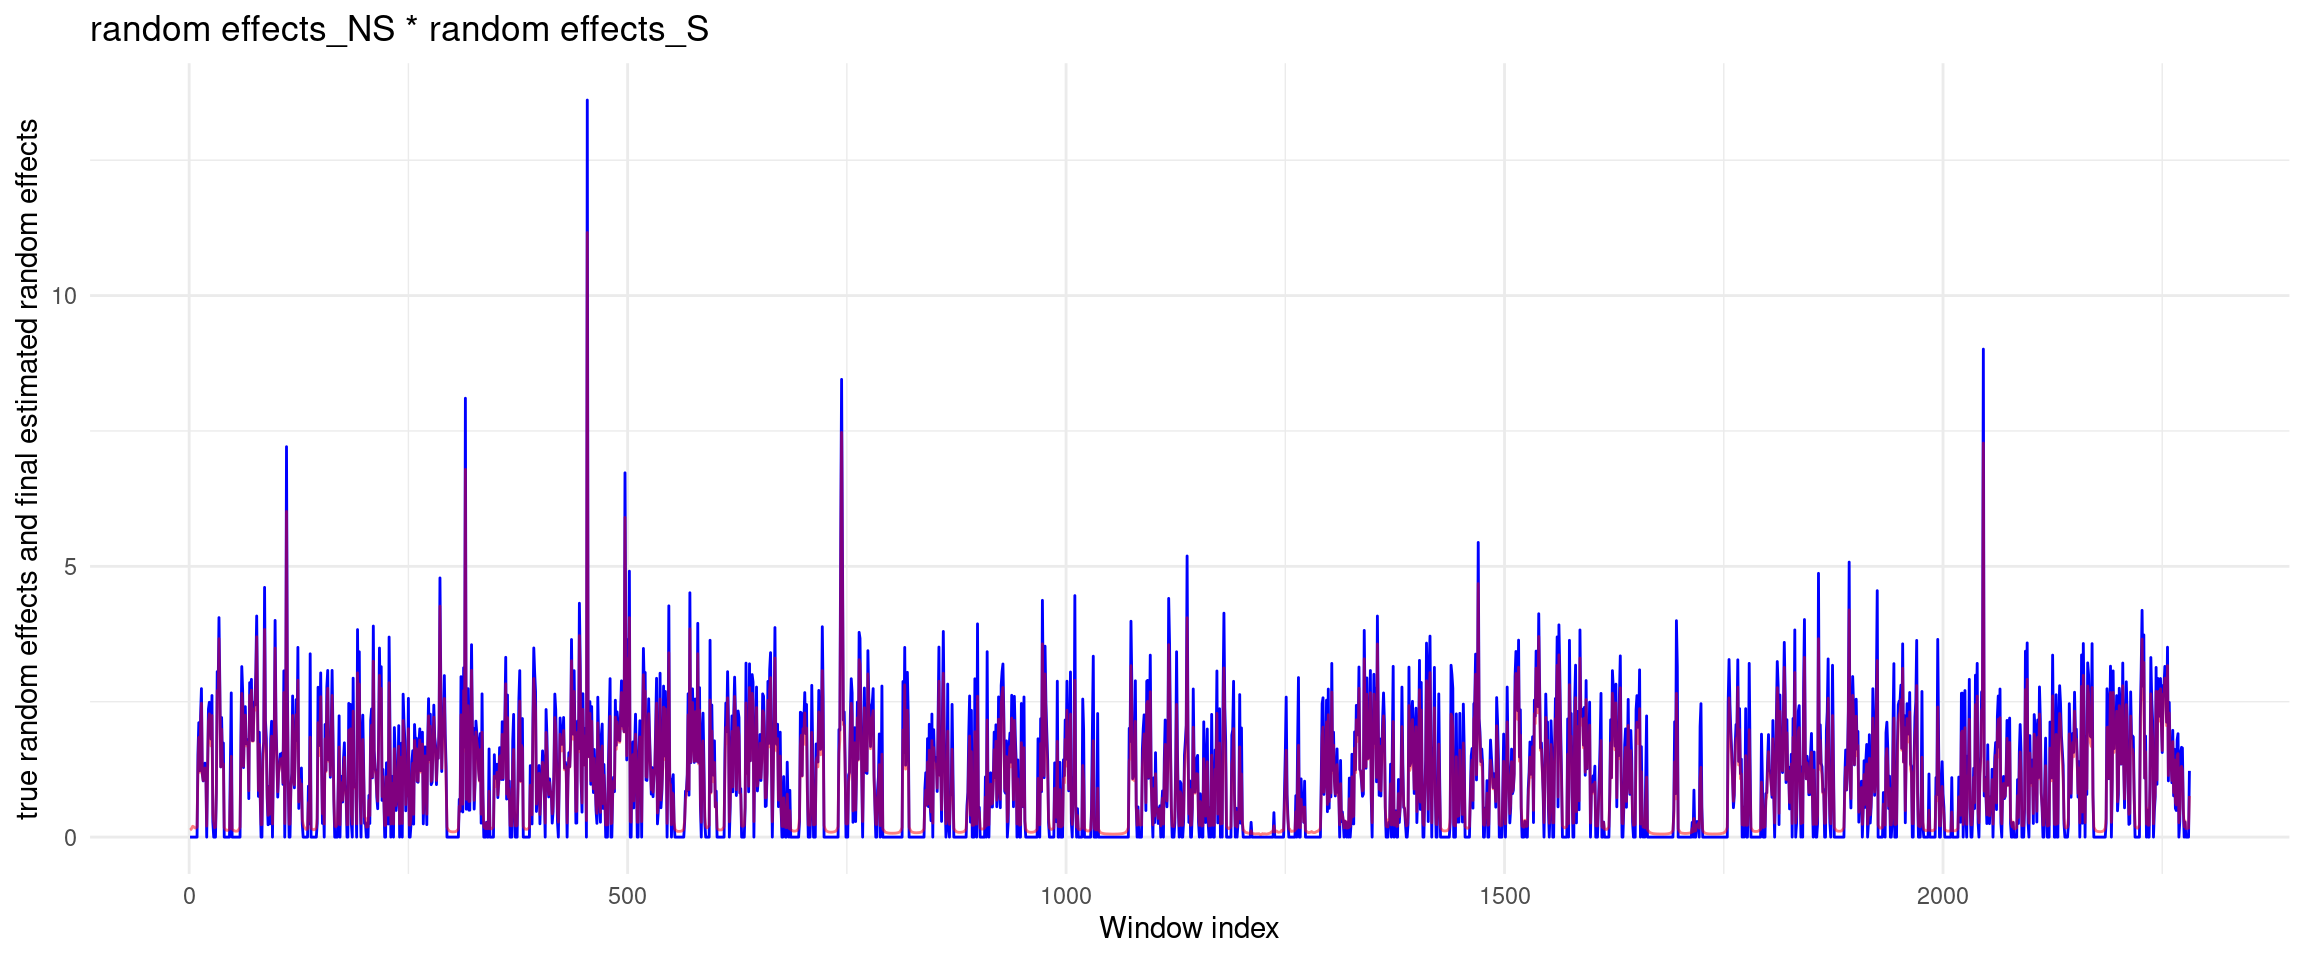 random effects_NS * random effects_S
true random effects and final estimated random effects
10
5
0
0 500 1000 1500 2000
Window index